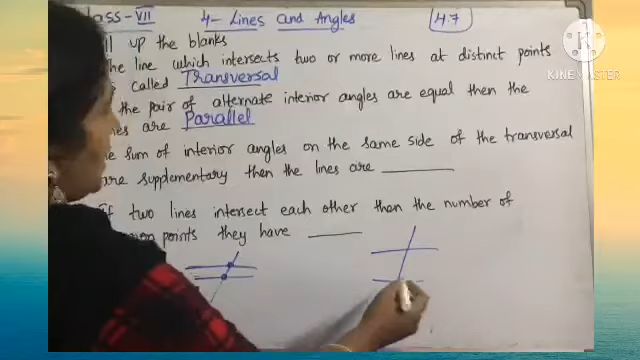 Class-VII 4- Lines and Angles 4.7
up the blanks
line which intersects two or more lines at distinct points
called Transversal
the pair of alternate interior angles are equal then the
are Parallel
sum of interior angles on the same side of the transversal
are supplementary then the lines are
If two lines intersect each other then the number of
points they have
KINEMASTER